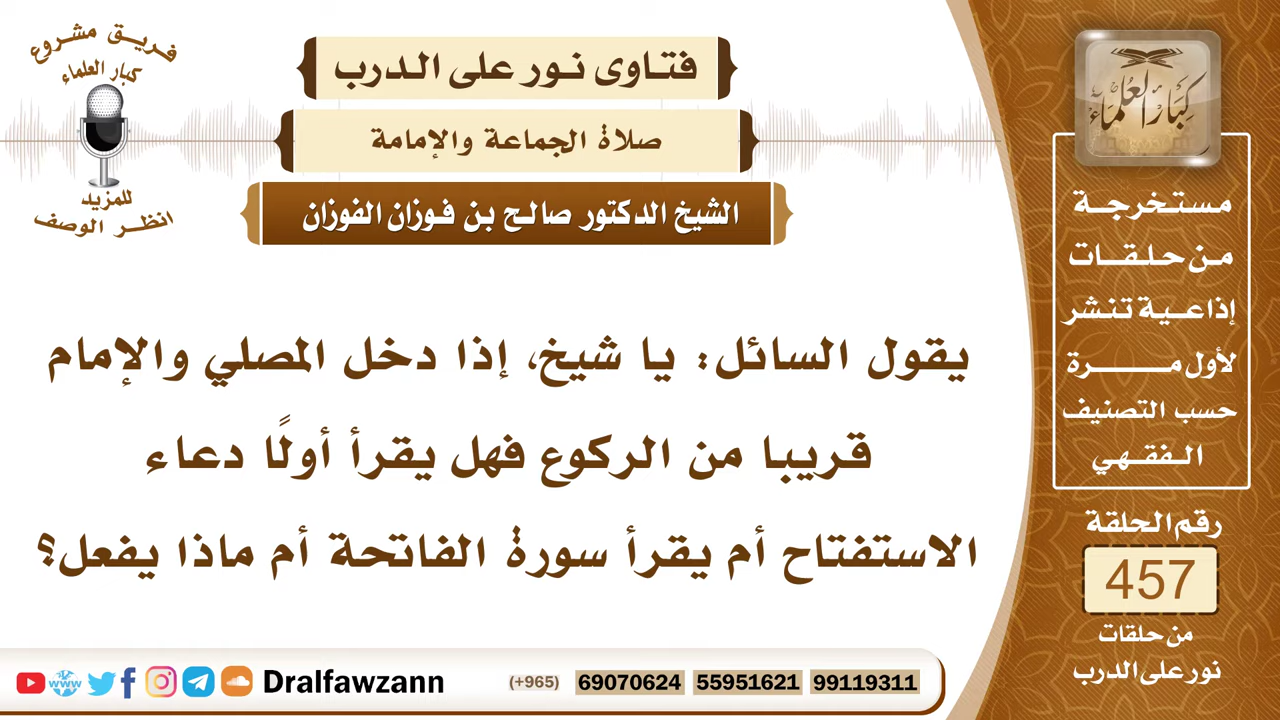 فريق مشروع
كبار العلماء
للمزيد
انظر الوصف
فتاوى نور على الدرب
صلاة الجماعة والإمامة
الشيخ الدكتور صالح بن فوزان الفوزان
يقول السائل: يا شيخ، إذا دخل المصلي والإمام
قريبا من الركوع فهل يقرأ أولًا دعاء
الاستفتاح أم يقرأ سورة الفاتحة أم ماذا يفعل؟
كبار العلماء
مستخرجة
من حلقات
إذاعية تنشر
لأول مرة
حسب التصنيف
الفقهي
رقم الحلقة
457
من حلقات
نور على الدرب
www
Dralfawzann
(+965) 69070624 55951621 99119311